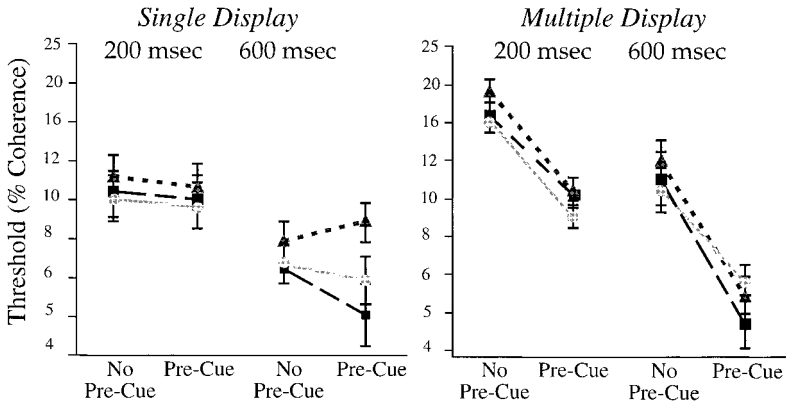 Single Display
Multiple Display
200 msec 600 msec
200 msec 600 msec
Threshold (% Coherence)
25
20
16
12
10
8
6
5
4
25
20
16
12
10
8
6
5
4
No Pre-Cue No Pre-Cue
Pre-Cue Pre-Cue
No Pre-Cue No Pre-Cue
Pre-Cue Pre-Cue